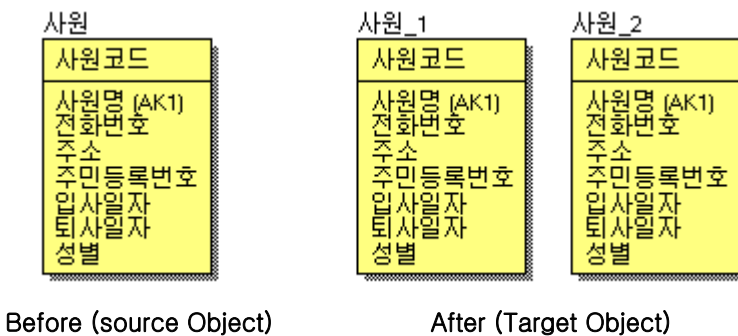 사원
사원코드
사원명 (AK1)
전화번호
주소
주민등록번호
입사일자
퇴사일자
성별
사원_1
사원코드
사원명 (AK1)
전화번호
주소
주민등록번호
입사일자
퇴사일자
성별
사원_2
사원코드
사원명 (AK1)
전화번호
주소
주민등록번호
입사일자
퇴사일자
성별
Before (source Object)
After (Target Object)